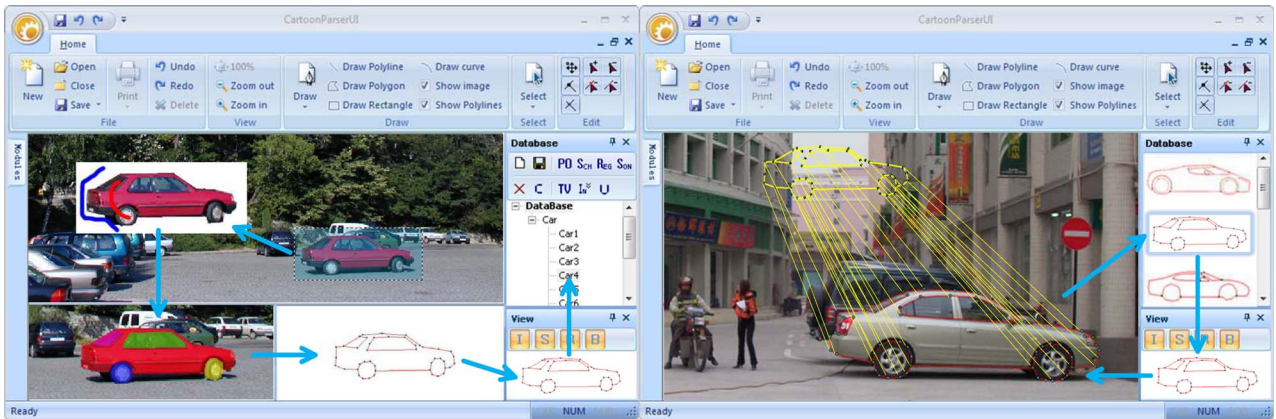 CartoonParserUI
Home
New
Open
Close
Save
Print
Undo
Redo
Delete
File
100%
Zoom out
Zoom in
View
Draw
Draw Polyline
Draw Polygon
Draw Rectangle
Draw curve
Show image
Show Polylines
Draw
Select
Select
Edit
Modules
Database
PO SCH REG SON
X C TV IN U
DataBase
Car
Car1
Car2
Car3
Car4
Car6
View
I S R B
Ready
NUM
CartoonParserUI
Home
New
Open
Close
Save
Print
Undo
Redo
Delete
File
100%
Zoom out
Zoom in
View
Draw
Draw Polyline
Draw Polygon
Draw Rectangle
Draw curve
Show image
Show Polylines
Draw
Select
Select
Edit
Modules
Database
View
I S B
Ready
NUM